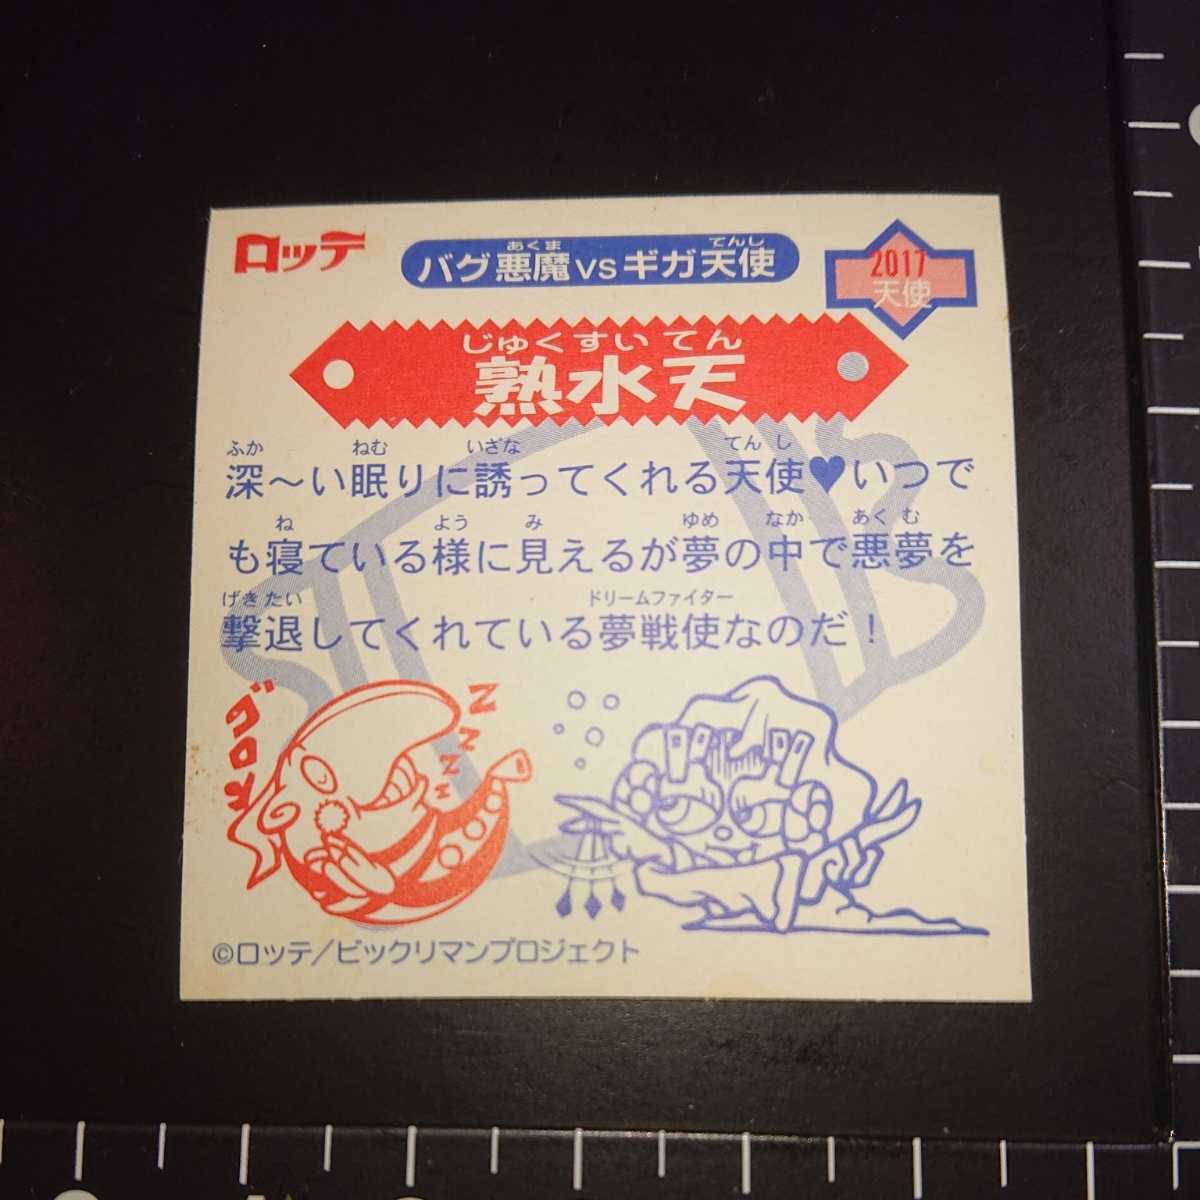 ロッテ
あくま てんし
バグ悪魔vsギガ天使
2017
天使
じゅくすいてん
熟水天
ふか ねむ いざな てんし
深〜い眠りに誘ってくれる天使♥いつで
ね よう み ゆめ なか あくむ
も寝ている様に見えるが夢の中で悪夢を
げきたい ドリームファイター
撃退してくれている夢戦使なのだ！
ZZZZZ
©ロッテ/ビックリマンプロジェクト